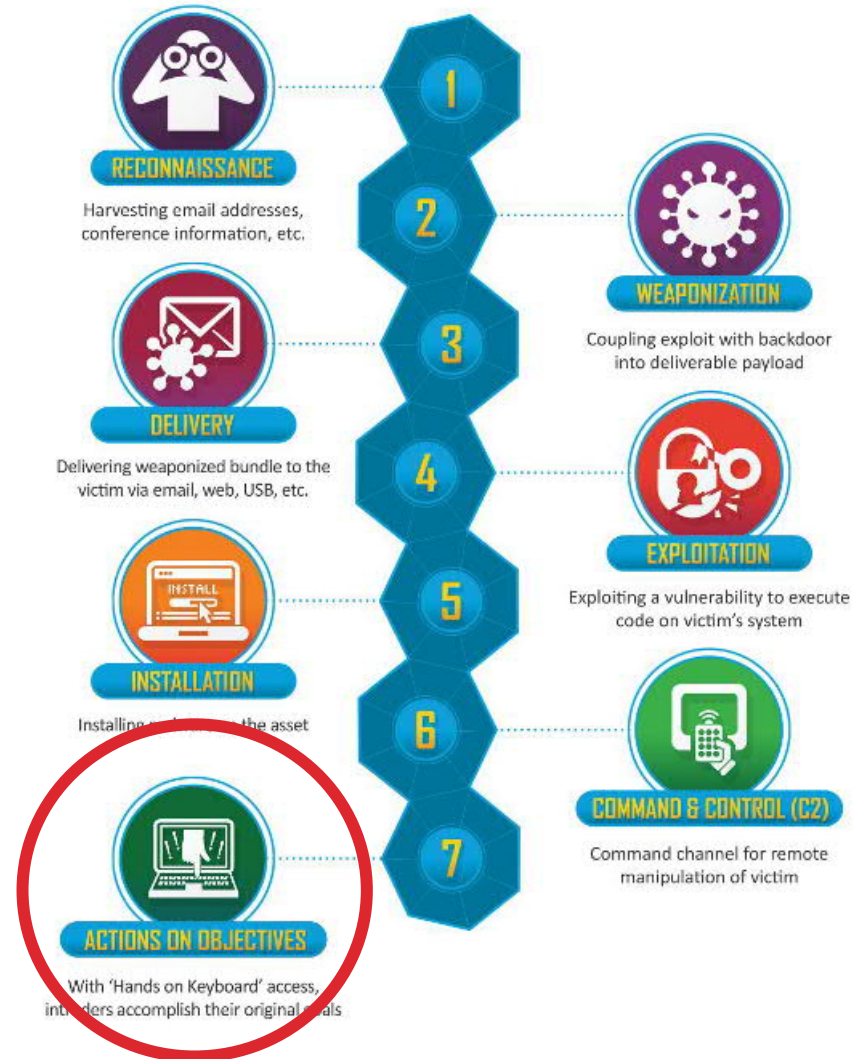 1
RECONNAISSANCE
Harvesting email addresses,
conference information, etc.
2
WEAPONIZATION
Coupling exploit with backdoor
into deliverable payload
3
DELIVERY
Delivering weaponized bundle to the
victim via email, web, USB, etc.
4
EXPLOITATION
Exploiting a vulnerability to execute
code on victim's system
5
INSTALL
INSTALLATION
Installing the asset
6
COMMAND & CONTROL (C2)
Command channel for remote
manipulation of victim
7
ACTIONS ON OBJECTIVES
With 'Hands on Keyboard' access,
intruders accomplish their original goals